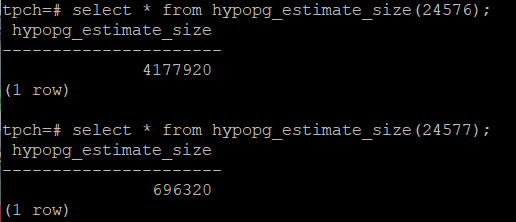 tpch=# select * from hypopg_estimate_size(24576);
hypopg_estimate_size
----------------------
4177920
(1 row)
tpch=# select * from hypopg_estimate_size(24577);
hypopg_estimate_size
----------------------
696320
(1 row)